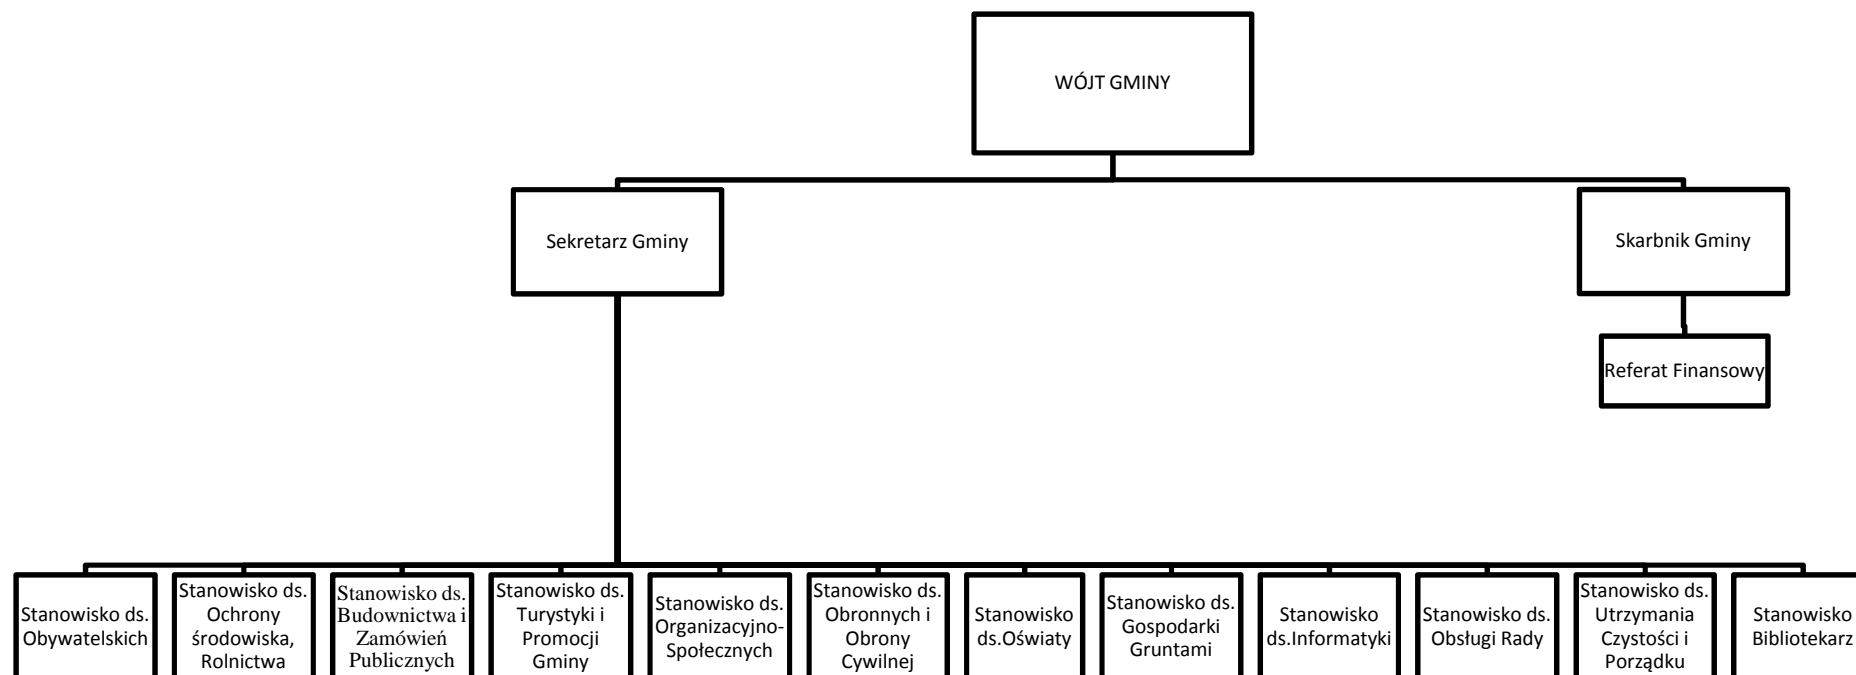 WÓJT GMINY
Sekretarz Gminy
Skarbnik Gminy
Referat Finansowy
Stanowisko ds.
Obywatelskich
Stanowisko ds.
Ochrony
środowiska,
Rolnictwa
Stanowisko ds.
Budownictwa i
Zamówień
Publicznych
Stanowisko ds.
Turystyki i
Promocji
Gminy
Stanowisko ds.
Organizacyjno-
Społecznych
Stanowisko ds.
Obronnych i
Obrony
Cywilnej
Stanowisko
ds.Oświaty
Stanowisko ds.
Gospodarki
Gruntami
Stanowisko
ds.Informatyki
Stanowisko ds.
Obsługi Rady
Stanowisko ds.
Utrzymania
Czystości i
Porządku
Stanowisko
Bibliotekarz